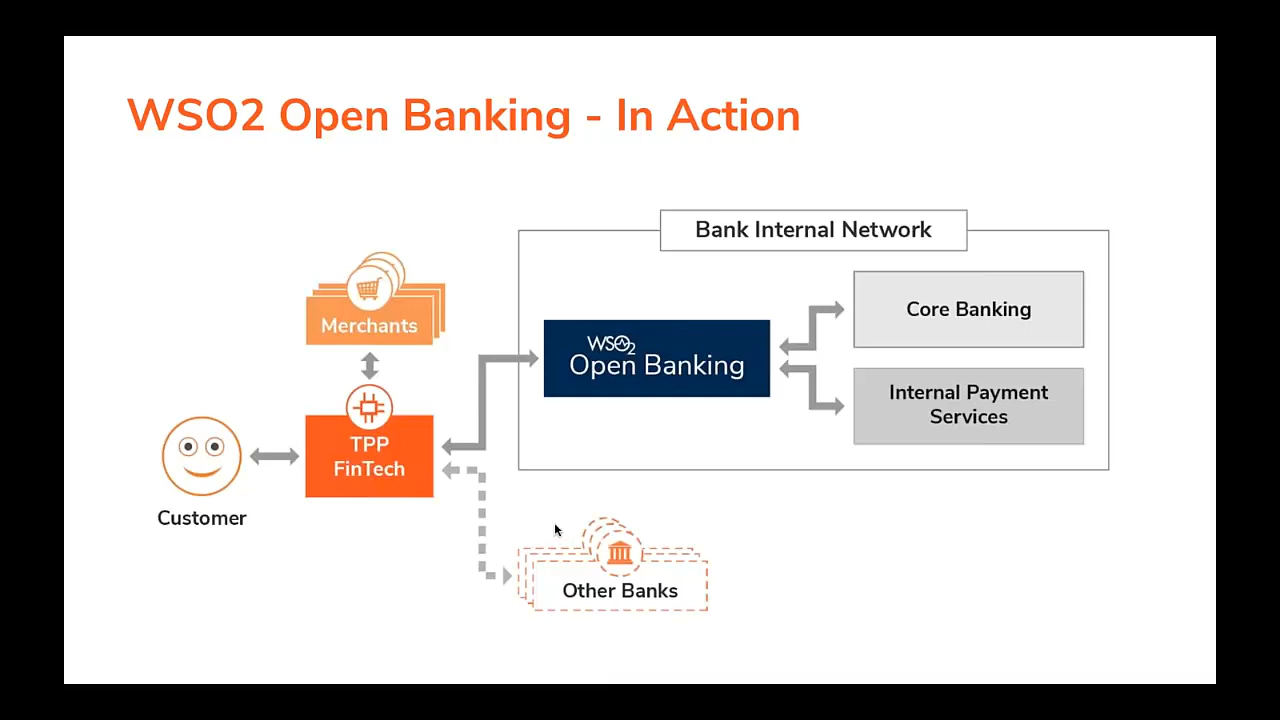 WSO2 Open Banking - In Action
Bank Internal Network
Merchants
Core Banking
WSO2
Open Banking
Internal Payment
Services
TPP
FinTech
Customer
Other Banks